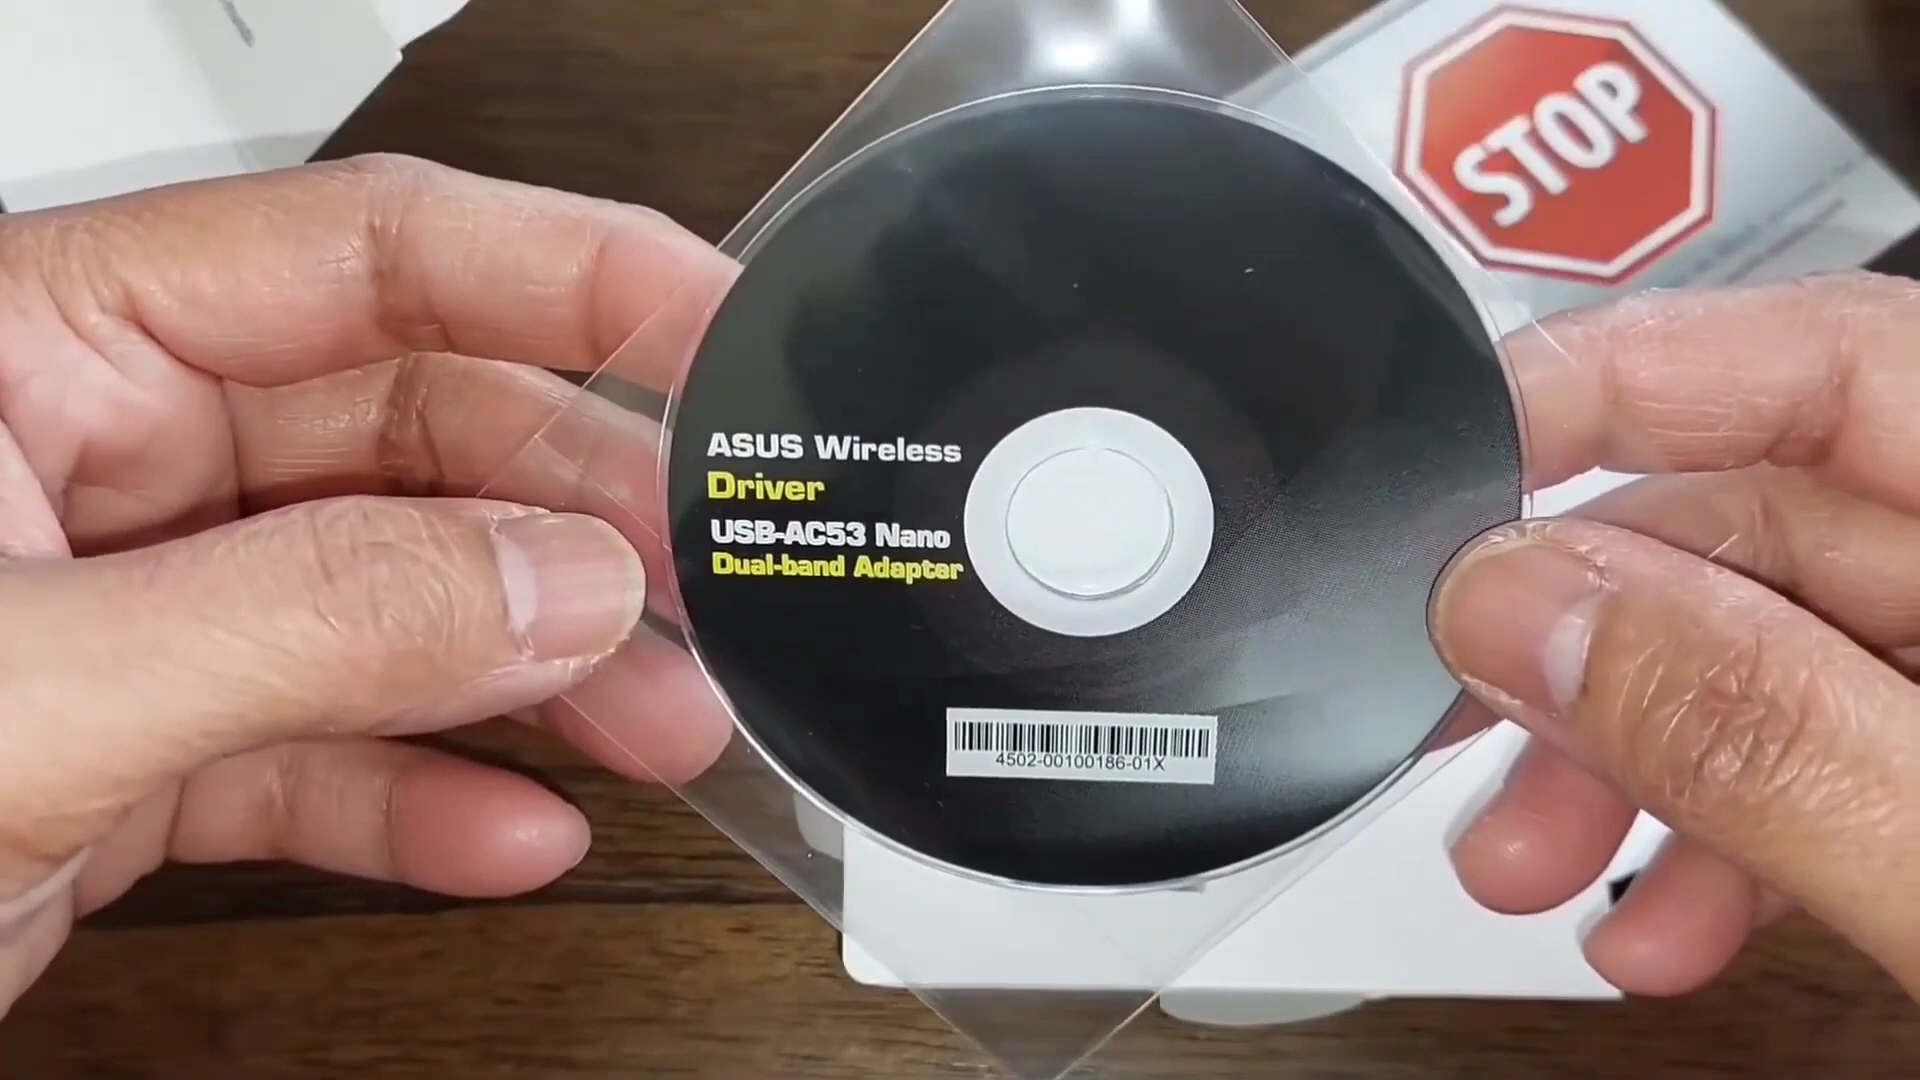 STOP
ASUS Wireless
Driver
USB-AC53 Nano
Dual-band Adapter
4502-00100186-01X